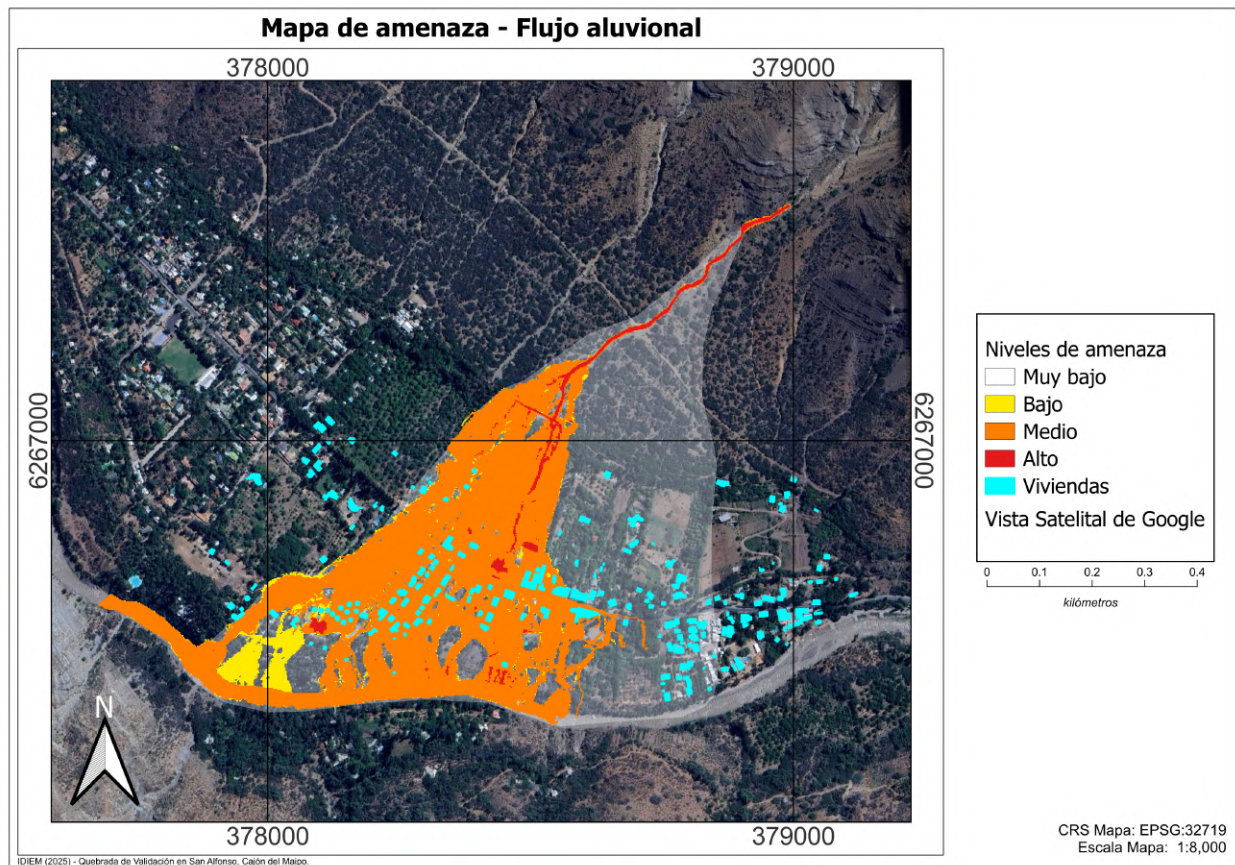 Mapa de amenaza - Flujo aluvional
378000
379000
6267000
6297000
378000
379000
N
Niveles de amenaza
Muy bajo
Bajo
Medio
Alto
Viviendas
Vista Satelital de Google
0 0.1 0.2 0.3 0.4
kilómetros
CRS Mapa: EPSG:32719
Escala Mapa: 1:8,000
IDIEM (2025) - Quebrada de Validación en San Alfonso, Cajón del Maipo.